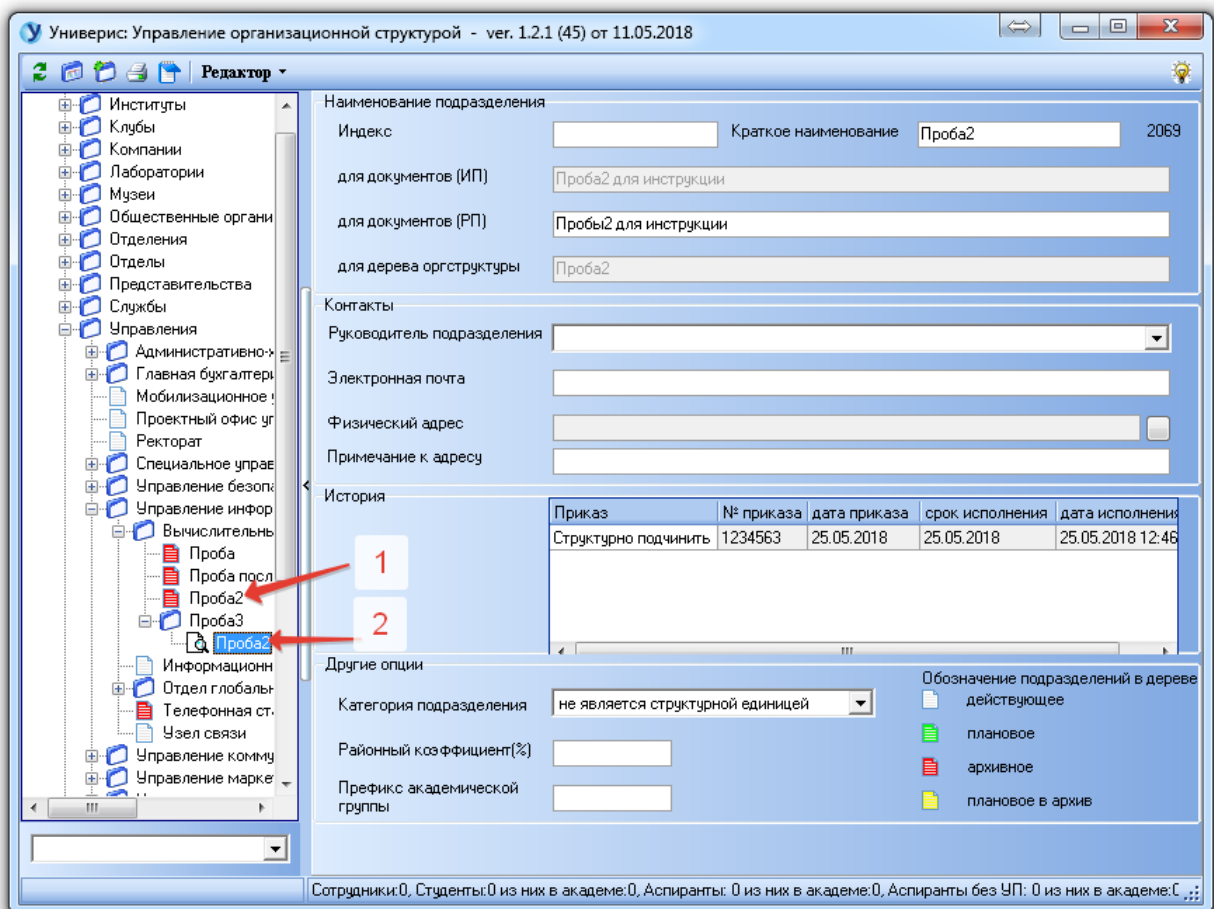 Универис: Управление организационной структурой - ver. 1.2.1 (45) от 11.05.2018
Редактор
Институты
Клубы
Компании
Лаборатории
Музеи
Общественные органи
Отделения
Отделы
Представительства
Службы
Управления
Административно-х
Главная бухгалтери
Мобилизационное у
Проектный офис уг
Ректорат
Специальное управ
Управление безопа
Управление инфор
Вычислительнь
Проба
Проба посл
Проба2
Проба3
Проба2
Информационн
Отдел глобальн
Телефонная ст.
Узел связи
Управление комму
Управление марке
1
2
Наименование подразделения
Индекс
Краткое наименование Проба2 2069
для документов (ИП) Проба2 для инструкции
для документов (РП) Пробы2 для инструкции
для дерева оргструктуры Проба2
Контакты
Руководитель подразделения
Электронная почта
Физический адрес
Примечание к адресу
История
Приказ № приказа дата приказа срок исполнения дата исполнения
Структурно подчинить 1234563 25.05.2018 25.05.2018 25.05.2018 12:46
Другие опции
Категория подразделения не является структурной единицей
Районный коэффициент(%)
Префикс академической
группы
Обозначение подразделений в дереве
действующее
плановое
архивное
плановое в архив
Сотрудники:0, Студенты:0 из них в академе:0, Аспиранты: 0 из них в академе:0, Аспиранты без УП: 0 из них в академе:0